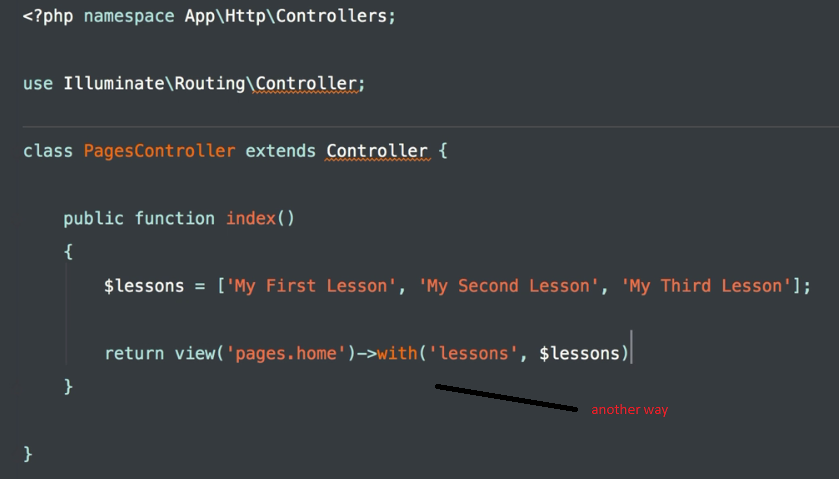 <?php namespace App\Http\Controllers;
use Illuminate\Routing\Controller;
class PagesController extends Controller {
public function index()
{
$lessons = ['My First Lesson', 'My Second Lesson', 'My Third Lesson'];
return view('pages.home')->with('lessons', $lessons)
}
another way
}